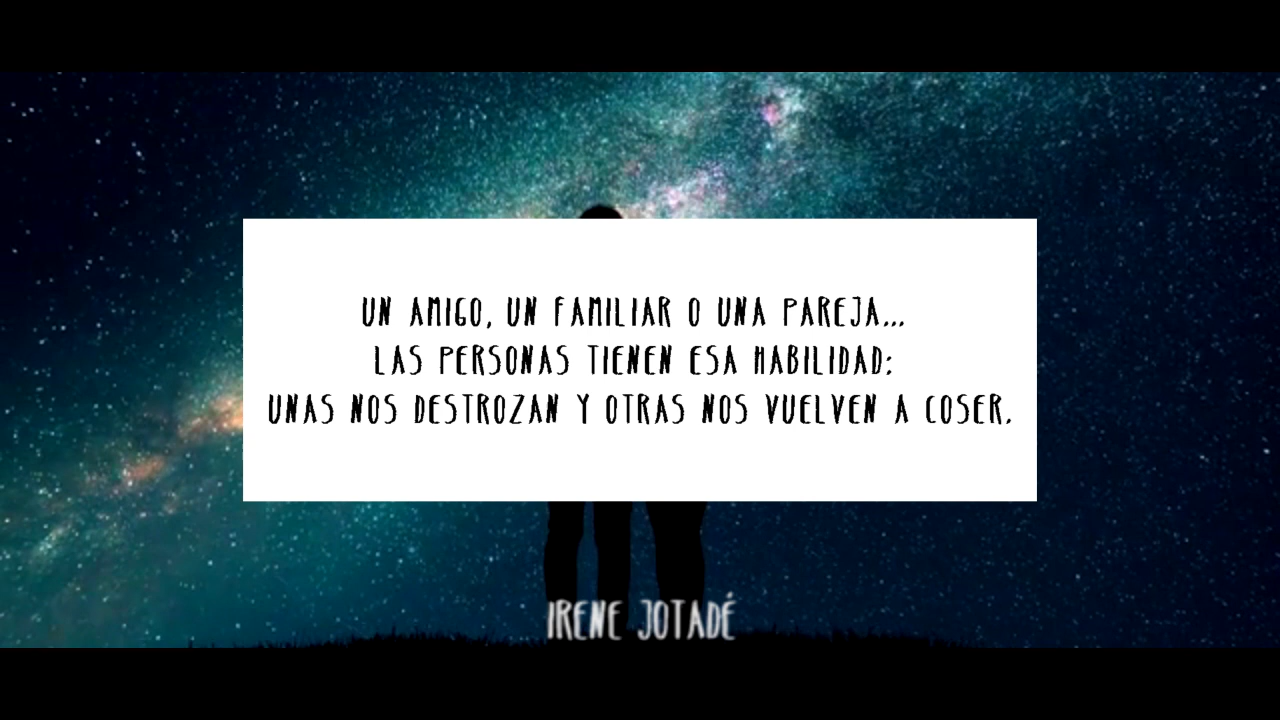 UN AMIGO, UN FAMILIAR O UNA PAREJA...
LAS PERSONAS TIENEN ESA HABILIDAD:
UNAS NOS DESTROZAN Y OTRAS NOS VUELVEN A COSER.
IRENE JOTADÉ